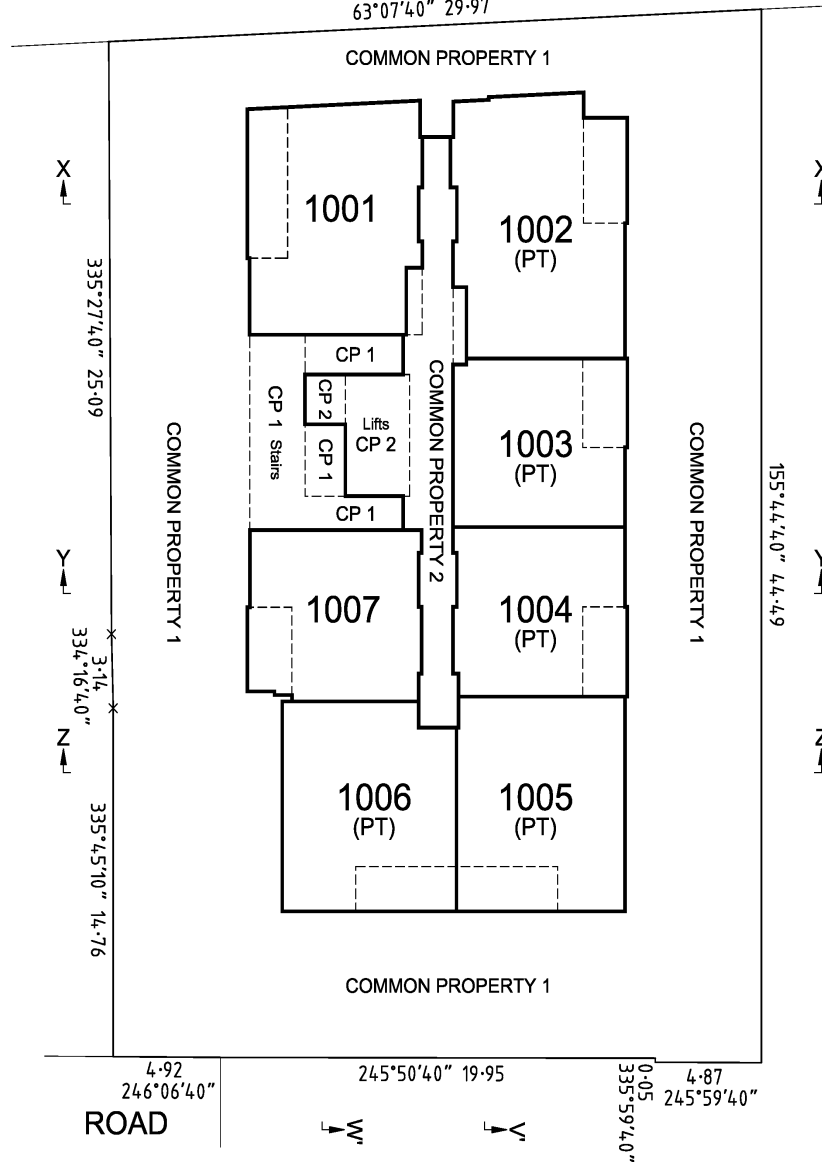 63°07'40" 29·97
COMMON PROPERTY 1
X
X
1001
1002
(PT)
335°27'40" 25·09
CP 1
CP 2
Lifts
CP 2
CP 1
Stairs
CP 1
CP 1
COMMON PROPERTY 2
1003
(PT)
COMMON PROPERTY 1
COMMON PROPERTY 1
155°44'40" 44·49
Y
Y
1007
1004
(PT)
3·14
334°16'40"
Z
Z
1006
(PT)
1005
(PT)
335°45'10" 14·76
COMMON PROPERTY 1
4·92
246°06'40"
245°50'40" 19·95
0·05
335°59'40"
4·87
245°59'40"
ROAD
W'
V'